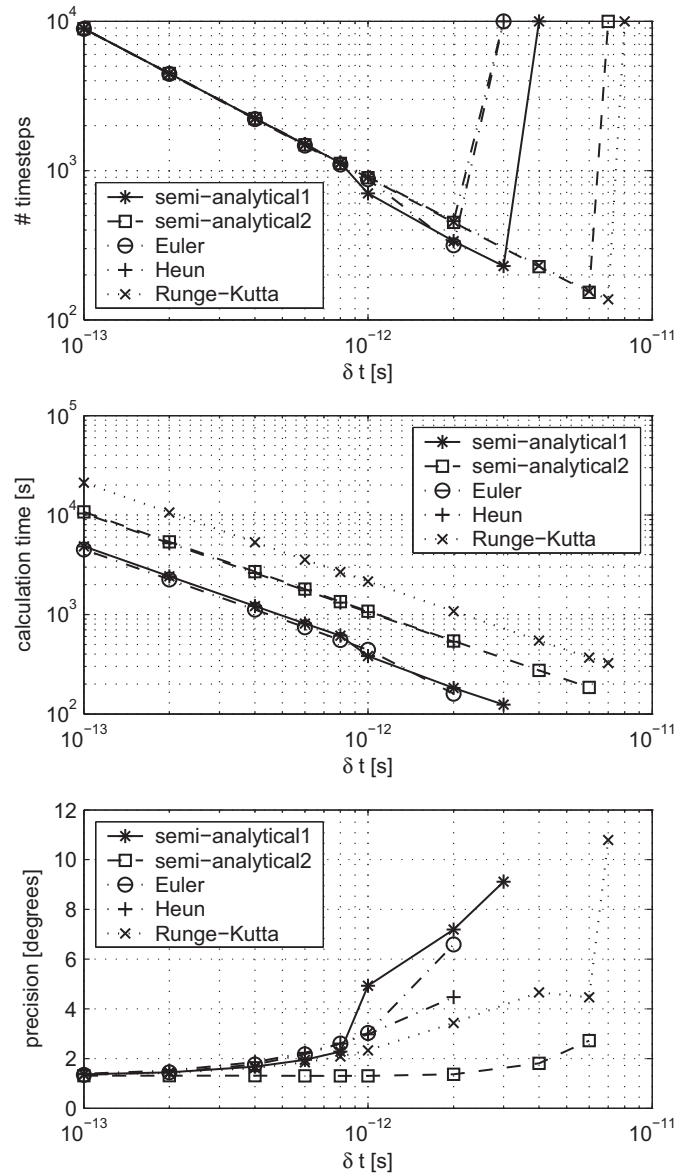 10^4
10^3
10^2
# timesteps
semi-analytical1
semi-analytical2
Euler
Heun
Runge-Kutta
10^-13
10^-12
10^-11
δ t [s]
10^5
10^4
10^3
10^2
calculation time [s]
semi-analytical1
semi-analytical2
Euler
Heun
Runge-Kutta
10^-13
10^-12
10^-11
δ t [s]
12
10
8
6
4
2
0
precision [degrees]
semi-analytical1
semi-analytical2
Euler
Heun
Runge-Kutta
10^-13
10^-12
10^-11
δ t [s]